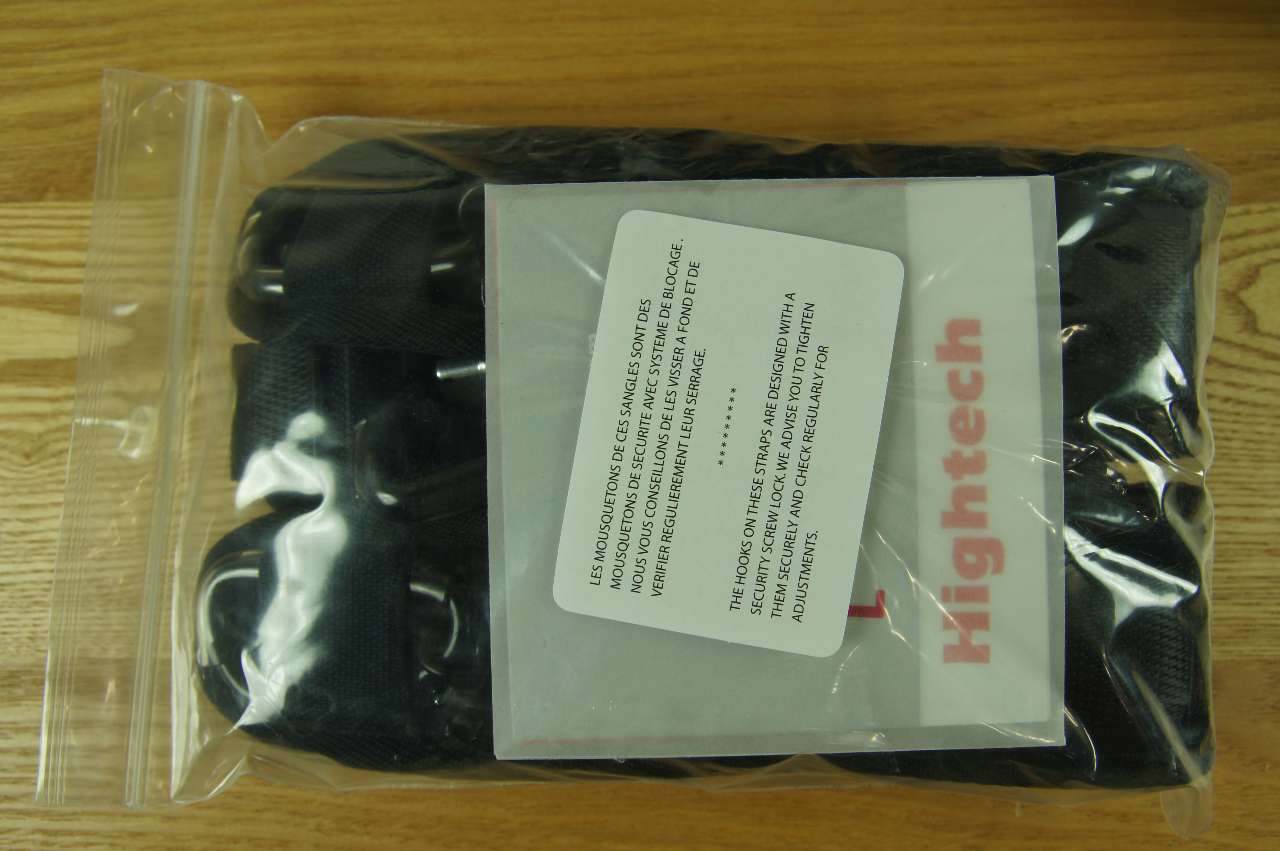 LES MOUSQUETONS DE CES SANGLES SONT DES
MOUSQUETONS DE SECURITE AVEC SYSTEME DE BLOCAGE.
NOUS VOUS CONSEILLONS DE LES VISSER A FOND ET DE
VERIFIER REGULIEREMENT LEUR SERRAGE.
*********
THE HOOKS ON THESE STRAPS ARE DESIGNED WITH A
SECURITY SCREW LOCK. WE ADVISE YOU TO TIGHTEN
THEM SECURELY AND CHECK REGULARLY FOR
ADJUSTMENTS.
L
Hightech